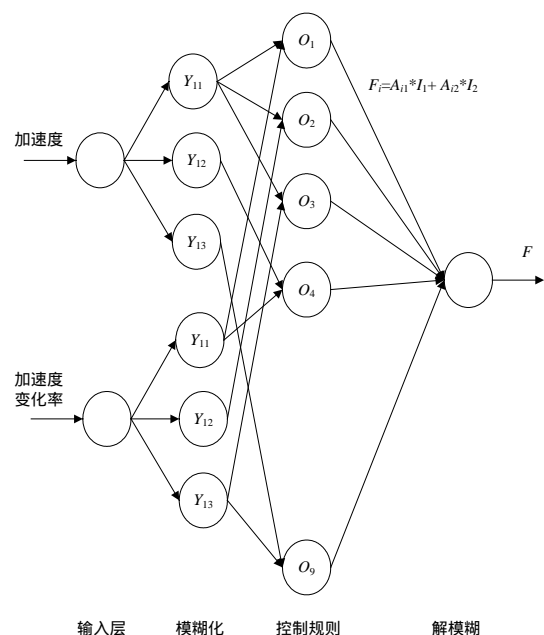 O₁
Fᵢ=Aᵢ₁*I₁+ Aᵢ₂*I₂
Y₁₁
O₂
加速度
Y₁₂
O₃
Y₁₃
F
O₄
Y₁₁
加速度
变化率
Y₁₂
Y₁₃
O₉
输入层 模糊化 控制规则 解模糊